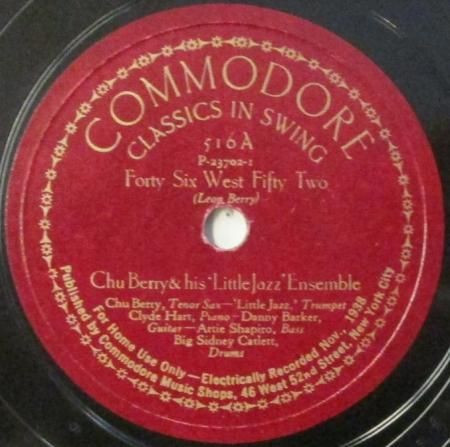 COMMODORE
CLASSICS IN SWING
516A
P-23702-1
Forty Six West Fifty Two
(Leon Berry)
Chu Berry & his 'Little Jazz' Ensemble
Chu Berry, Tenor Sax—'Little Jazz,' Trumpet
Clyde Hart, Piano—Danny Barker,
Guitar—Artie Shapiro, Bass
Big Sidney Catlett,
Drums
For Home Use Only—Electrically Recorded Nov., 1938
Published by Commodore Music Shops, 46 West 52nd Street, New York City